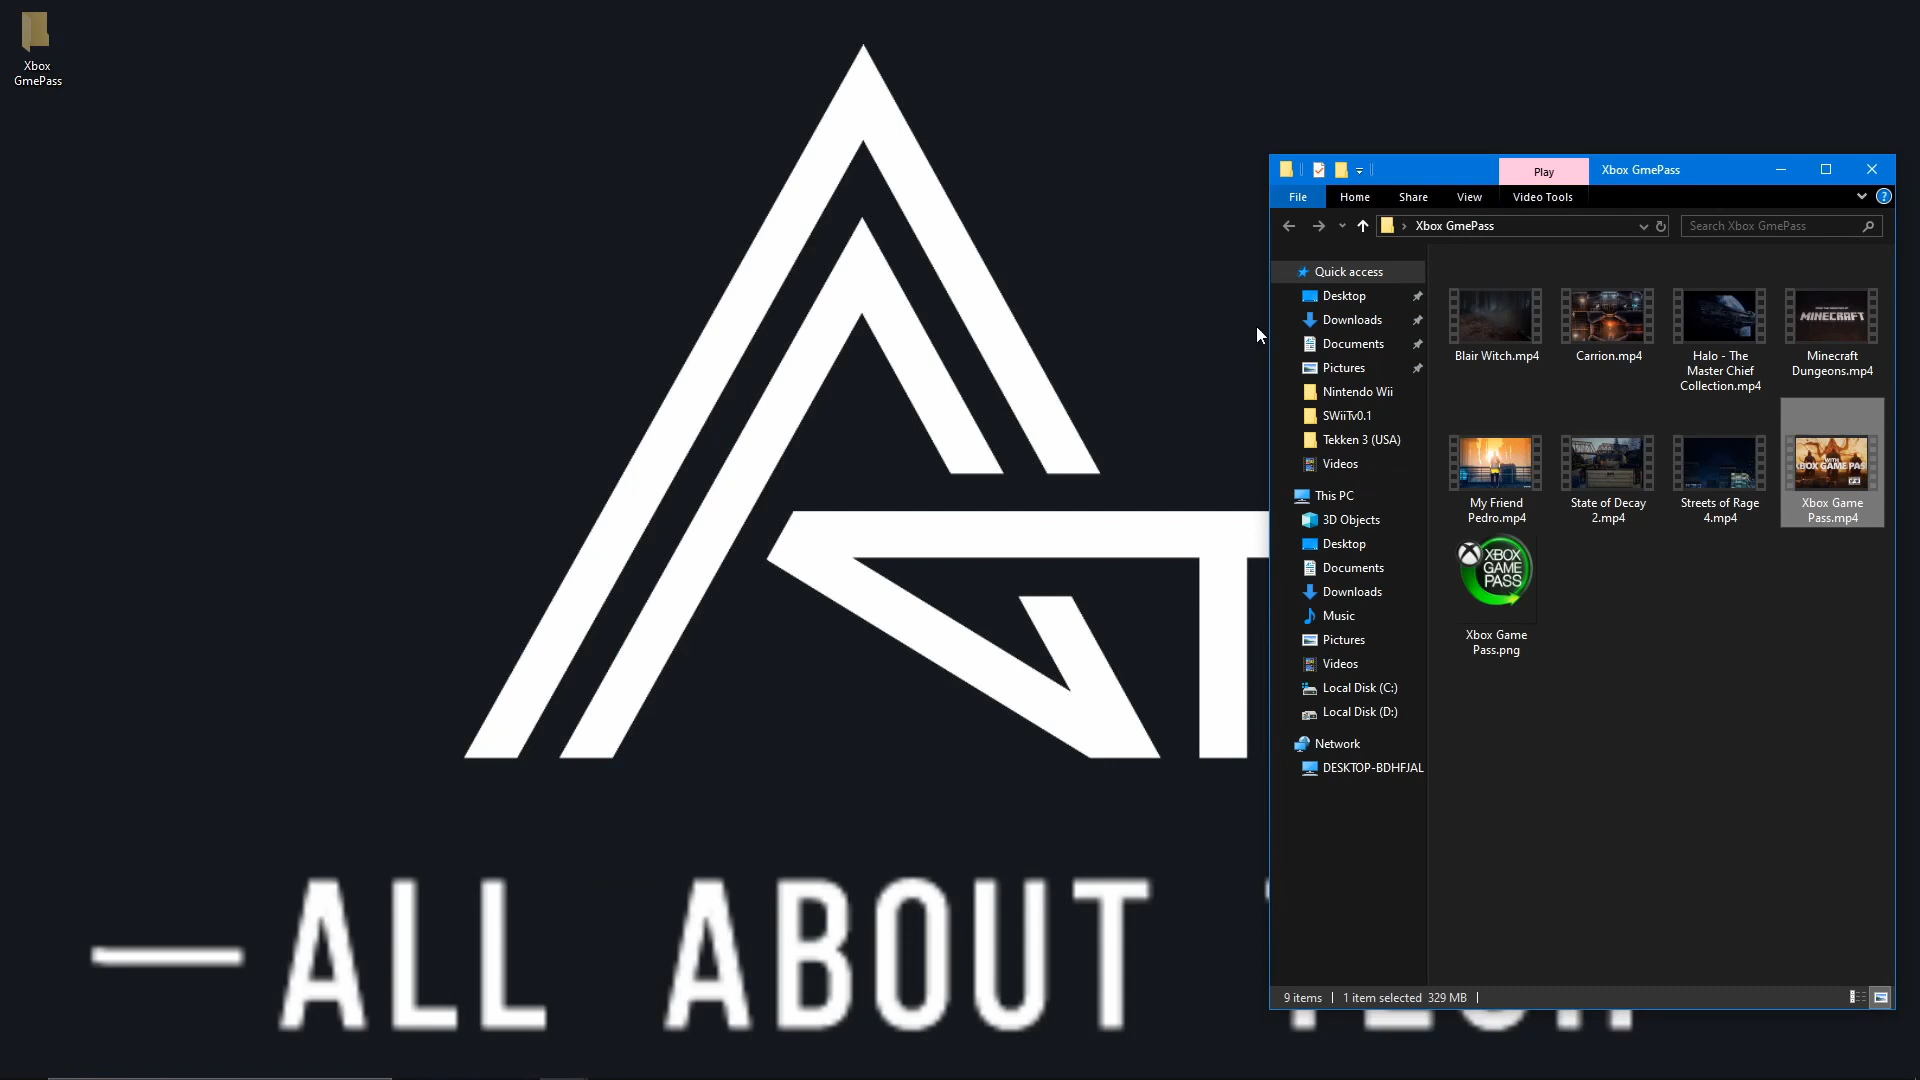 Xbox
GmePass
—ALL ABOUT
Play
Xbox GmePass
File
Home
Share
View
Video Tools
Xbox GmePass
Search Xbox GmePass
Quick access
Desktop
Downloads
Documents
Pictures
Nintendo Wii
SWiiTv0.1
Tekken 3 (USA)
Videos
This PC
3D Objects
Desktop
Documents
Downloads
Music
Pictures
Videos
Local Disk (C:)
Local Disk (D:)
Network
DESKTOP-BDHFJAL
MINECRAFT
Blair Witch.mp4
Carrion.mp4
Halo - The
Master Chief
Collection.mp4
Minecraft
Dungeons.mp4
WITH
XBOX GAME PAS
My Friend
Pedro.mp4
State of Decay
2.mp4
Streets of Rage
4.mp4
Xbox Game
Pass.mp4
XBOX
GAME
PASS
Xbox Game
Pass.png
9 items
1 item selected 329 MB